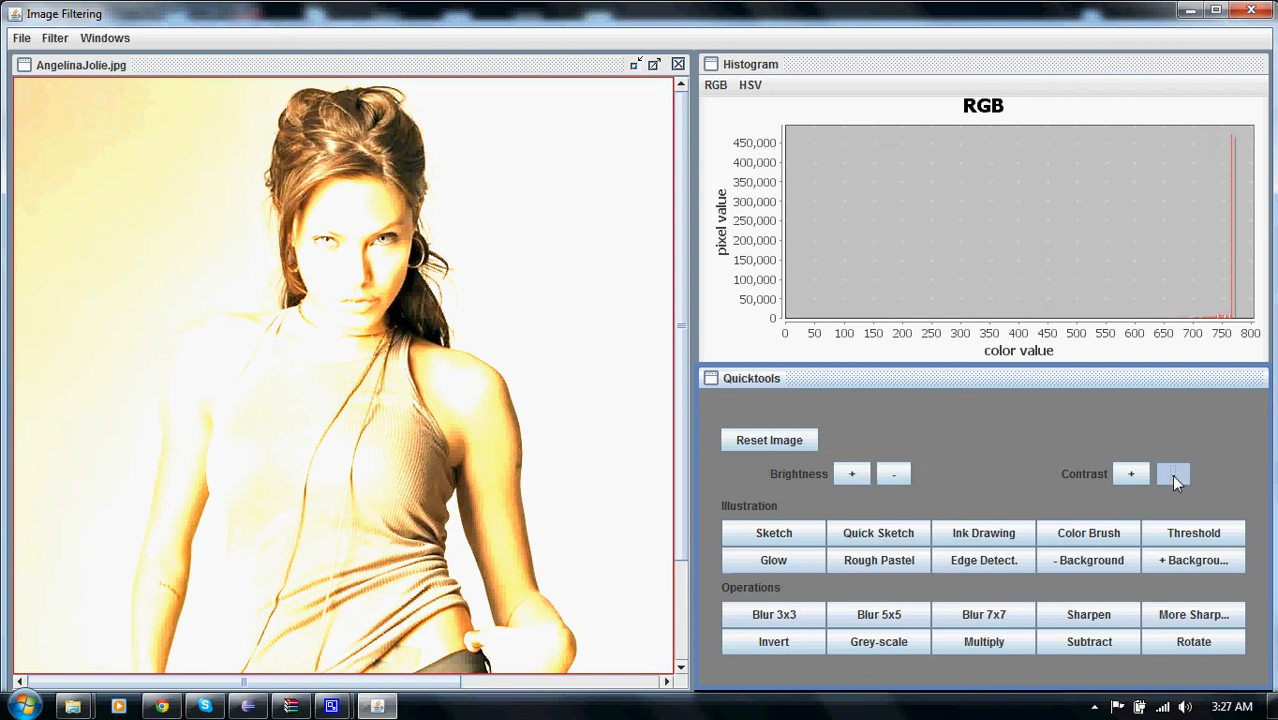 Image Filtering
File Filter Windows
AngelinaJolie.jpg
Histogram
RGB HSV
RGB
450,000
400,000
350,000
300,000
250,000
200,000
150,000
100,000
50,000
0
pixel value
0 50 100 150 200 250 300 350 400 450 500 550 600 650 700 750 800
color value
Quicktools
Reset Image
Brightness + - Contrast +
Illustration
Sketch Quick Sketch Ink Drawing Color Brush Threshold
Glow Rough Pastel Edge Detect. - Background + Backgrou...
Operations
Blur 3x3 Blur 5x5 Blur 7x7 Sharpen More Sharp...
Invert Grey-scale Multiply Subtract Rotate
3:27 AM